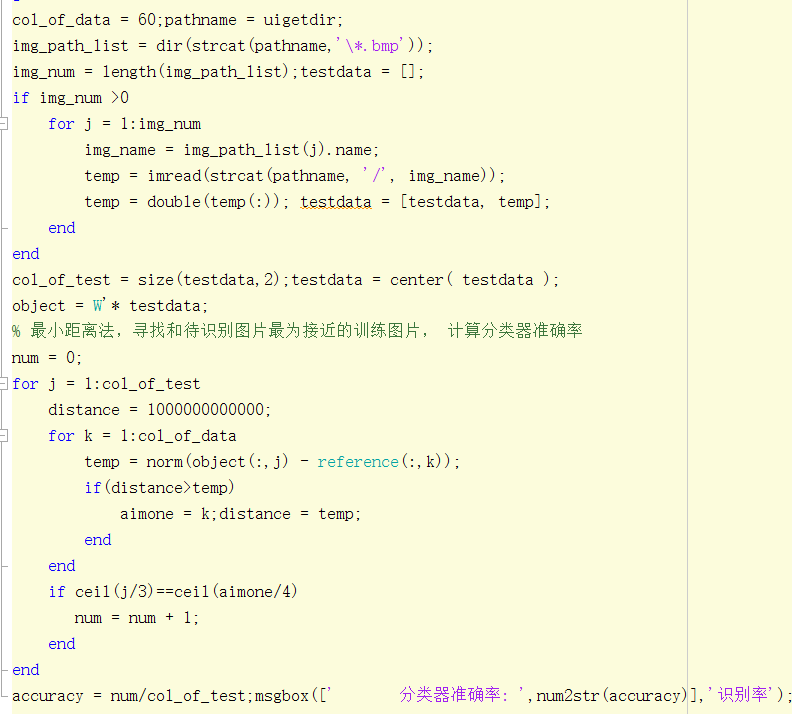 col_of_data = 60;pathname = uigetdir;
img_path_list = dir(strcat(pathname,'\*.bmp'));
img_num = length(img_path_list);testdata = [];
if img_num >0
    for j = 1:img_num
        img_name = img_path_list(j).name;
        temp = imread(strcat(pathname, '/', img_name));
        temp = double(temp(:)); testdata = [testdata, temp];
    end
end
col_of_test = size(testdata,2);testdata = center( testdata );
object = W'* testdata;
% 最小距离法，寻找和待识别图片最为接近的训练图片， 计算分类器准确率
num = 0;
for j = 1:col_of_test
    distance = 1000000000000;
    for k = 1:col_of_data
        temp = norm(object(:,j) - reference(:,k));
        if(distance>temp)
            aimone = k;distance = temp;
        end
    end
    if ceil(j/3)==ceil(aimone/4)
       num = num + 1;
    end
end
accuracy = num/col_of_test;msgbox(['       分类器准确率: ',num2str(accuracy)],'识别率');